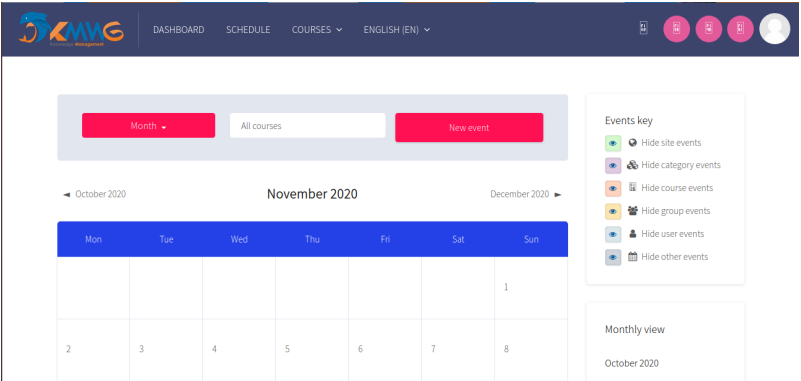 KMMG
Knowledge Management
DASHBOARD
SCHEDULE
COURSES
ENGLISH (EN)
Month
All courses
New event
◄ October 2020
November 2020
December 2020 ►
Mon Tue Wed Thu Fri Sat Sun
1
2 3 4 5 6 7 8
Events key
Hide site events
Hide category events
Hide course events
Hide group events
Hide user events
Hide other events
Monthly view
October 2020